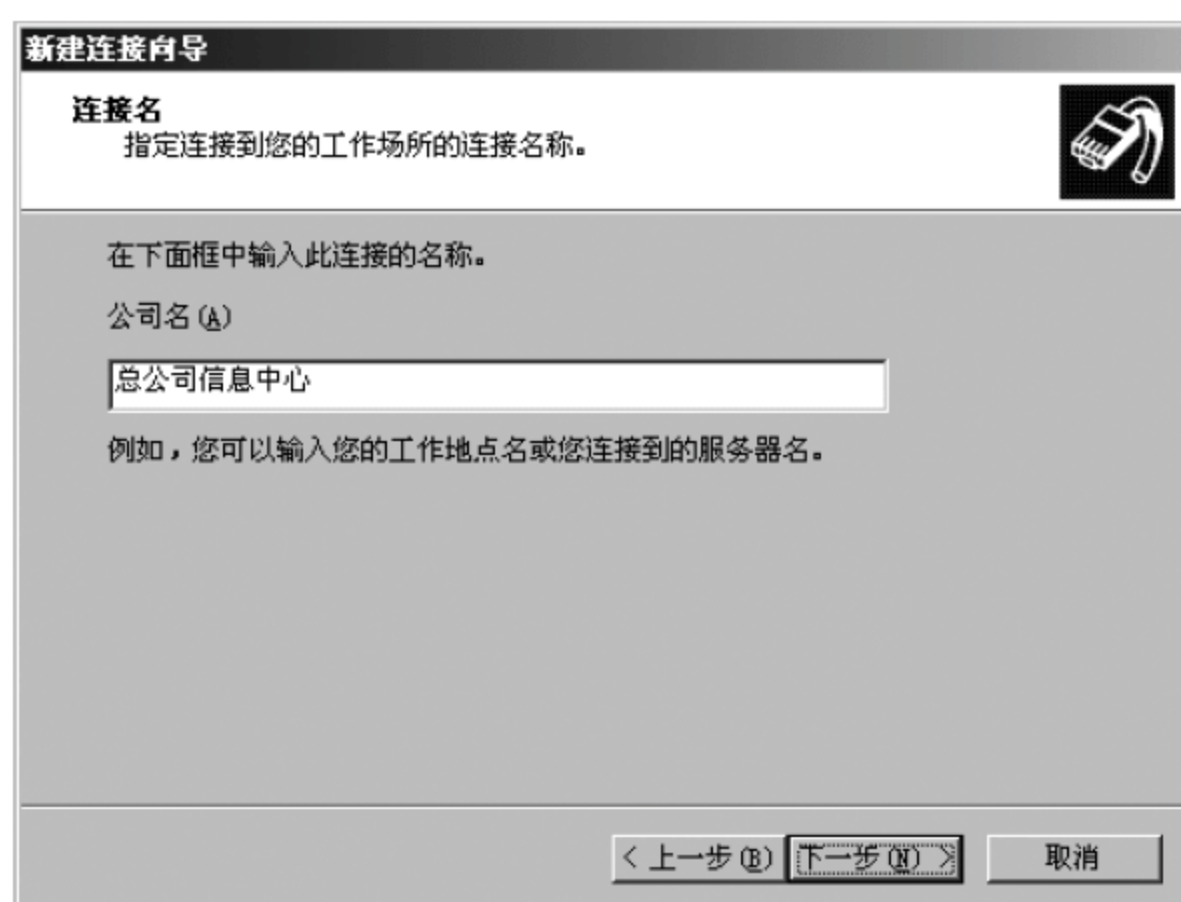 新建连接向导
连接名
指定连接到您的工作场所的连接名称。
在下面框中输入此连接的名称。
公司名(A)
总公司信息中心
例如，您可以输入您的工作地点名或您连接到的服务器名。
< 上一步(B) 下一步(N) > 取消